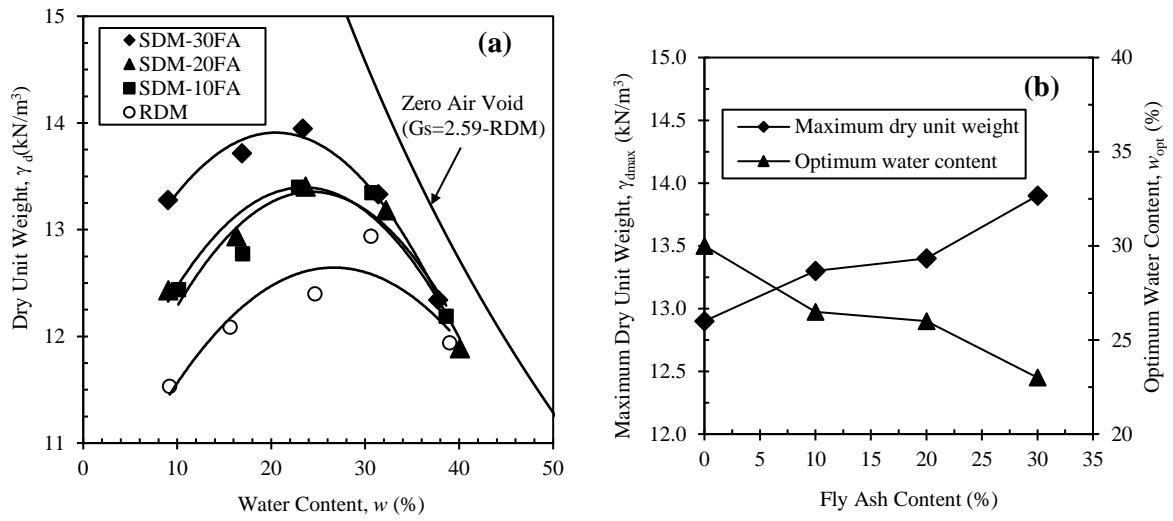 (a)
SDM-30FA
SDM-20FA
SDM-10FA
RDM
Zero Air Void
(Gs=2.59-RDM)
Dry Unit Weight, γd(kN/m³)
15
14
13
12
11
0 10 20 30 40 50
Water Content, w (%)
(b)
Maximum dry unit weight
Optimum water content
Maximum Dry Unit Weight, γdmax (kN/m³)
15.0
14.5
14.0
13.5
13.0
12.5
12.0
Optimum Water Content, wopt (%)
40
35
30
25
20
0 5 10 15 20 25 30 35
Fly Ash Content (%)